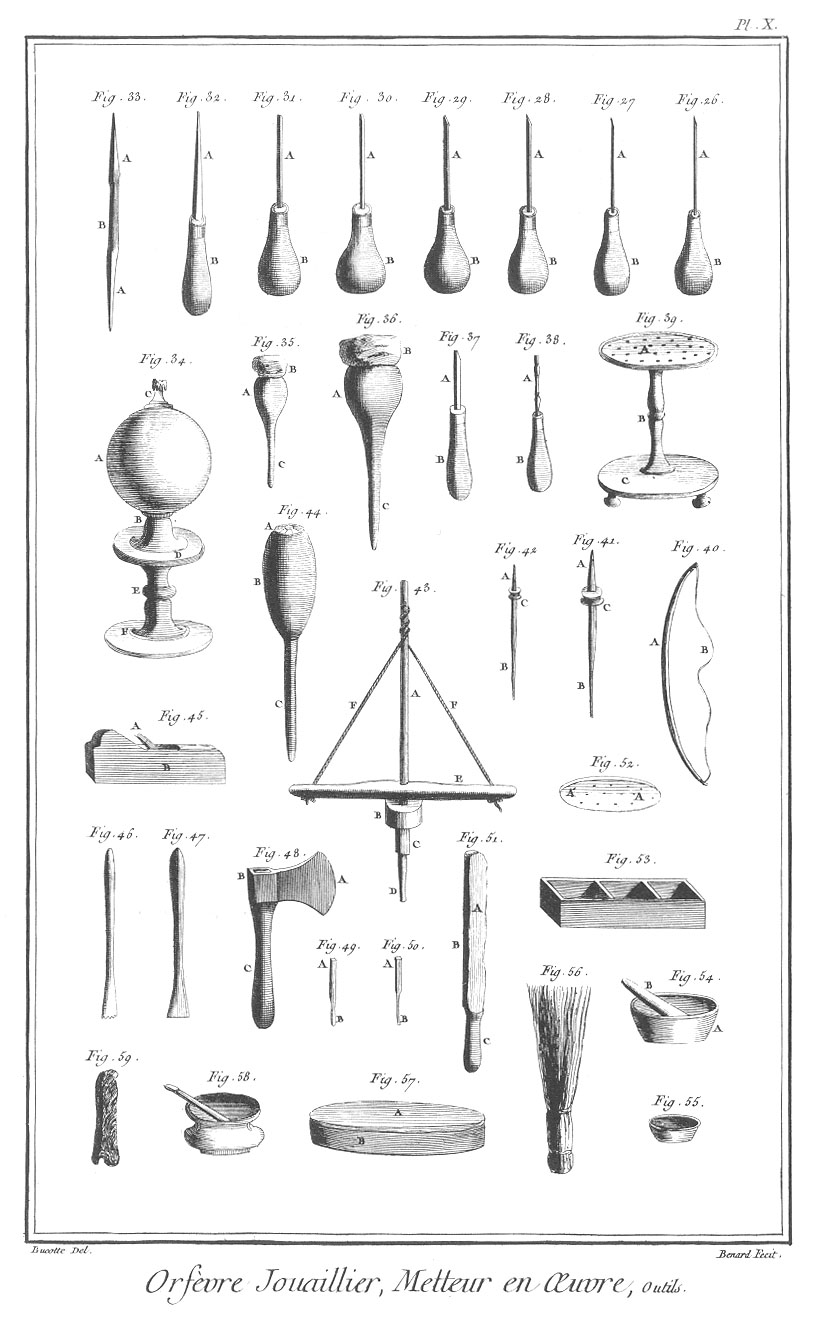 Pl. X.
Fig. 33. Fig. 32. Fig. 31. Fig. 30. Fig. 29. Fig. 28. Fig. 27 Fig. 26.
A A A A A A A A
B
B B B B B B B B
A
Fig. 36. Fig. 39.
Fig. 34. Fig. 35. Fig. 37 Fig. 38.
B B A
A A A A
C
B
A C B B
C
C
Fig. 44.
B A
D
Fig. 42 Fig. 41. Fig. 40.
E B
Fig. 43.
A A
C C
F
A B
A
C F F
B B
Fig. 45.
A
B
E
Fig. 52.
A A
B
Fig. 46. Fig. 47. Fig. 48. Fig. 51.
C
B A
D
Fig. 53.
A
C
B
Fig. 49. Fig. 50.
A A
B B
Fig. 56. Fig. 54.
B
A
C
Fig. 59. Fig. 58. Fig. 57.
A
B
Fig. 55.
Lucotte Del. Benard Fecit.
Orfèvre Jouaillier, Metteur en Œuvre, Outils.